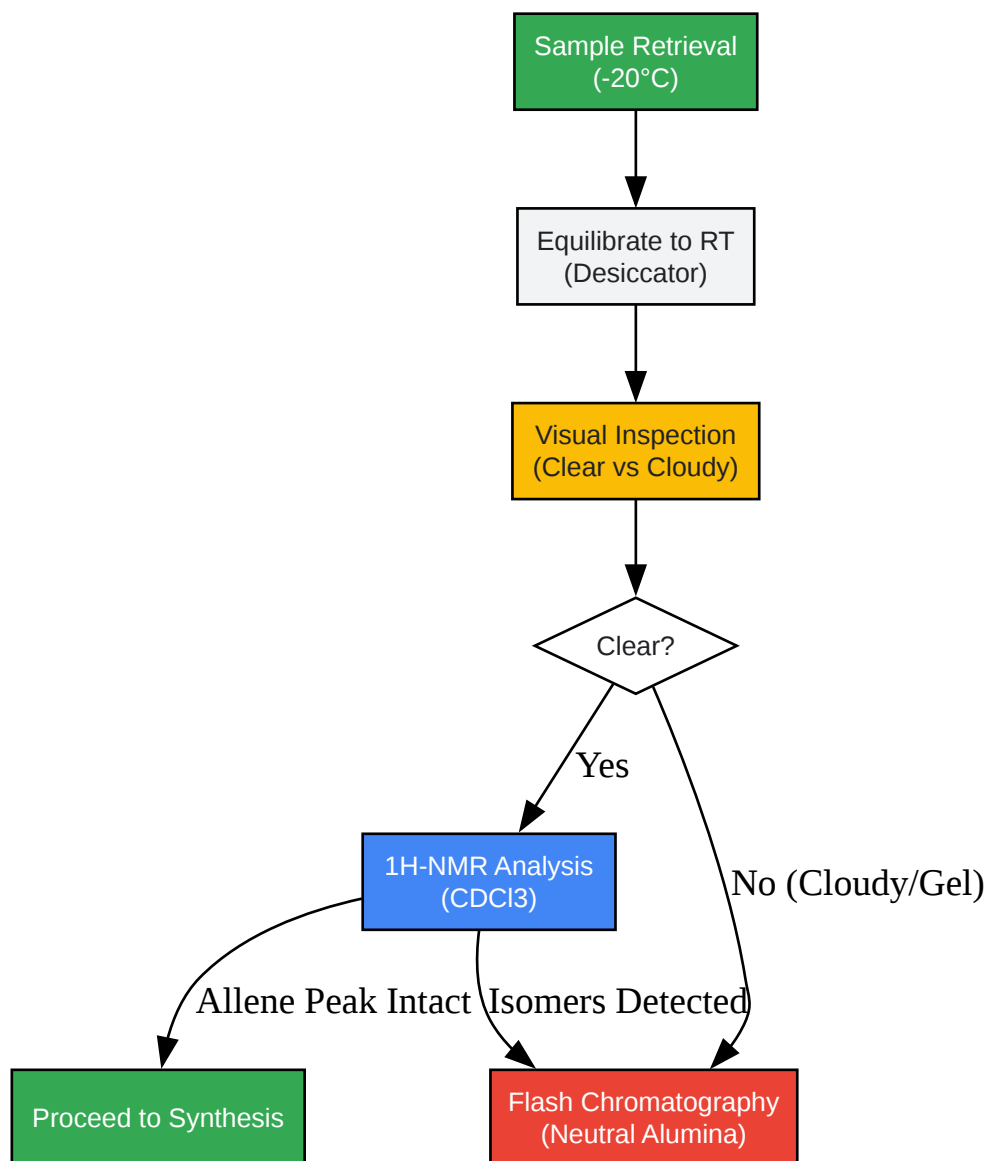 Sample Retrieval
(-20°C)
Equilibrate to RT
(Desiccator)
Visual Inspection
(Clear vs Cloudy)
Clear?
Yes
1H-NMR Analysis
(CDCl3)
No (Cloudy/Gel)
Allene Peak Intact
Isomers Detected
Proceed to Synthesis
Flash Chromatography
(Neutral Alumina)